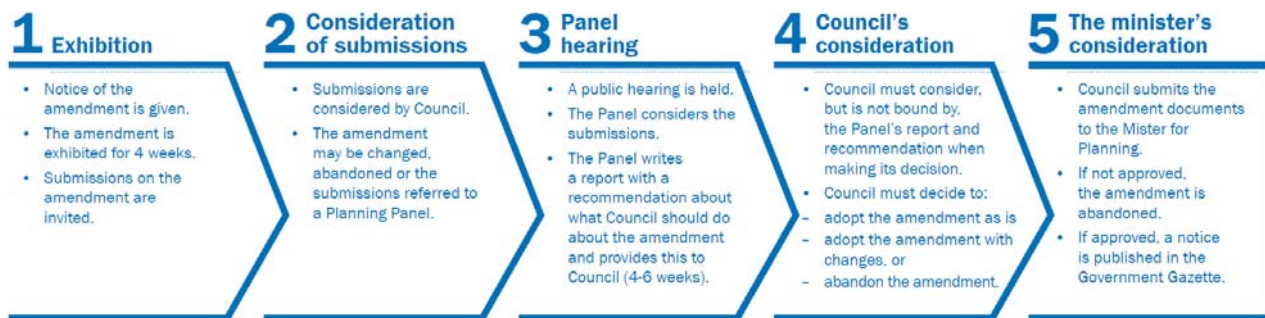 1 Exhibition
• Notice of the
amendment is given.
• The amendment is
exhibited for 4 weeks.
• Submissions on the
amendment are
invited.
2 Consideration
of submissions
• Submissions are
considered by Council.
• The amendment
may be changed,
abandoned or the
submissions referred to
a Planning Panel.
3 Panel
hearing
• A public hearing is held.
• The Panel considers the
submissions.
• The Panel writes
a report with a
recommendation about
what Council should do
about the amendment
and provides this to
Council (4-6 weeks).
4 Council's
consideration
• Council must consider,
but is not bound by,
the Panel's report and
recommendation when
making its decision.
• Council must decide to:
– adopt the amendment as is
– adopt the amendment with
changes, or
– abandon the amendment.
5 The minister's
consideration
• Council submits the
amendment documents
to the Mister for
Planning.
• If not approved,
the amendment is
abandoned.
• If approved, a notice
is published in the
Government Gazette.